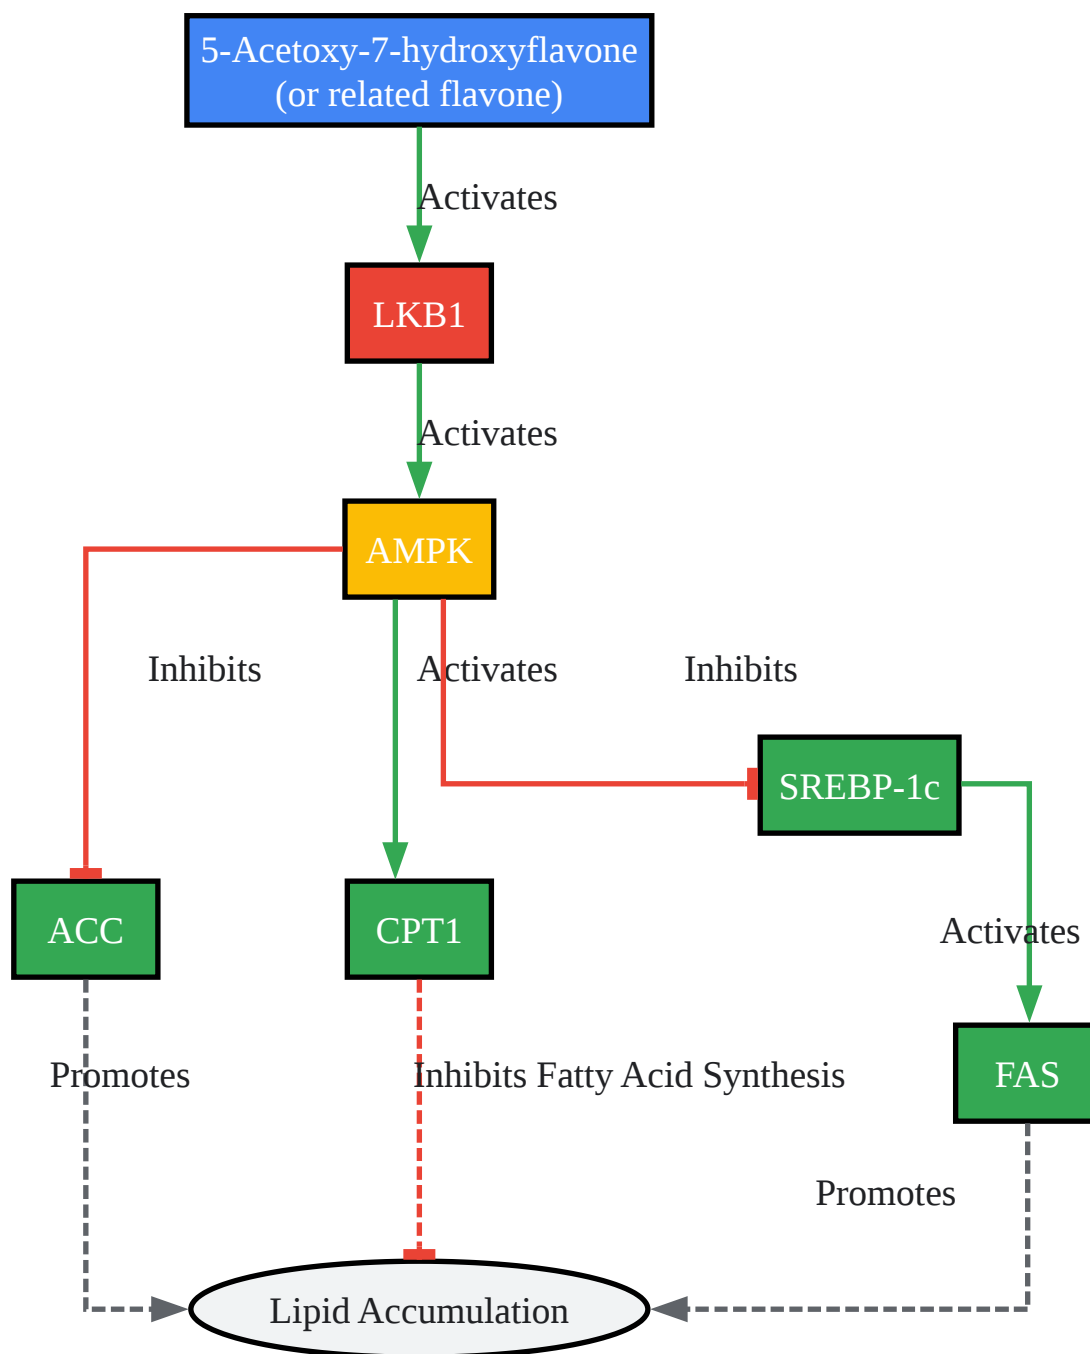 5-Acetoxy-7-hydroxyflavone
(or related flavone)
Activates
LKB1
Activates
AMPK
Inhibits
Activates
Inhibits
SREBP-1c
ACC
CPT1
Activates
Promotes
Inhibits Fatty Acid Synthesis
FAS
Promotes
Lipid Accumulation